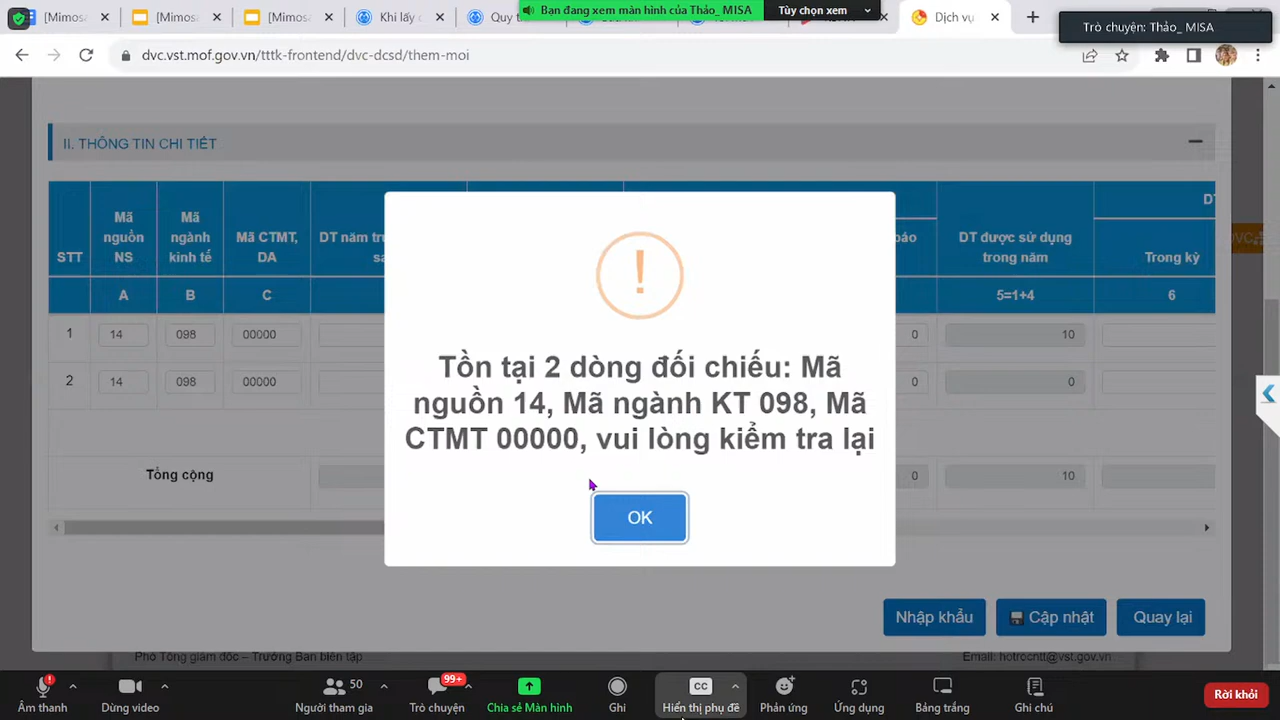 [Mimosa
[Mimosa
[Mimosa
Khi lấy c
Quy t
Bạn đang xem màn hình của Thảo_ MISA
Tùy chọn xem
Dịch vụ
Trò chuyện: Thảo_ MISA
dvc.vst.mof.gov.vn/tttk-frontend/dvc-dcsd/them-moi
II. THÔNG TIN CHI TIẾT
STT
Mã nguồn NS
Mã ngành kinh tế
Mã CTMT, DA
DT năm tr
sa
báo
DT được sử dụng trong năm
Trong kỳ
A
B
C
5=1+4
6
1
14
098
00000
0
10
2
14
098
00000
0
0
Tổng cộng
0
10
Tồn tại 2 dòng đối chiếu: Mã
nguồn 14, Mã ngành KT 098, Mã
CTMT 00000, vui lòng kiểm tra lại
OK
DVC
Nhập khẩu
Cập nhật
Quay lại
Phó Tổng giám đốc – Trưởng Ban biên tập
Email: hotrocntt@vst.gov.vn
Âm thanh
Dừng video
50
Người tham gia
99+
Trò chuyện
Chia sẻ Màn hình
Ghi
CC
Hiển thị phụ đề
Phản ứng
Ứng dụng
Bảng trắng
Ghi chú
Rời khỏi